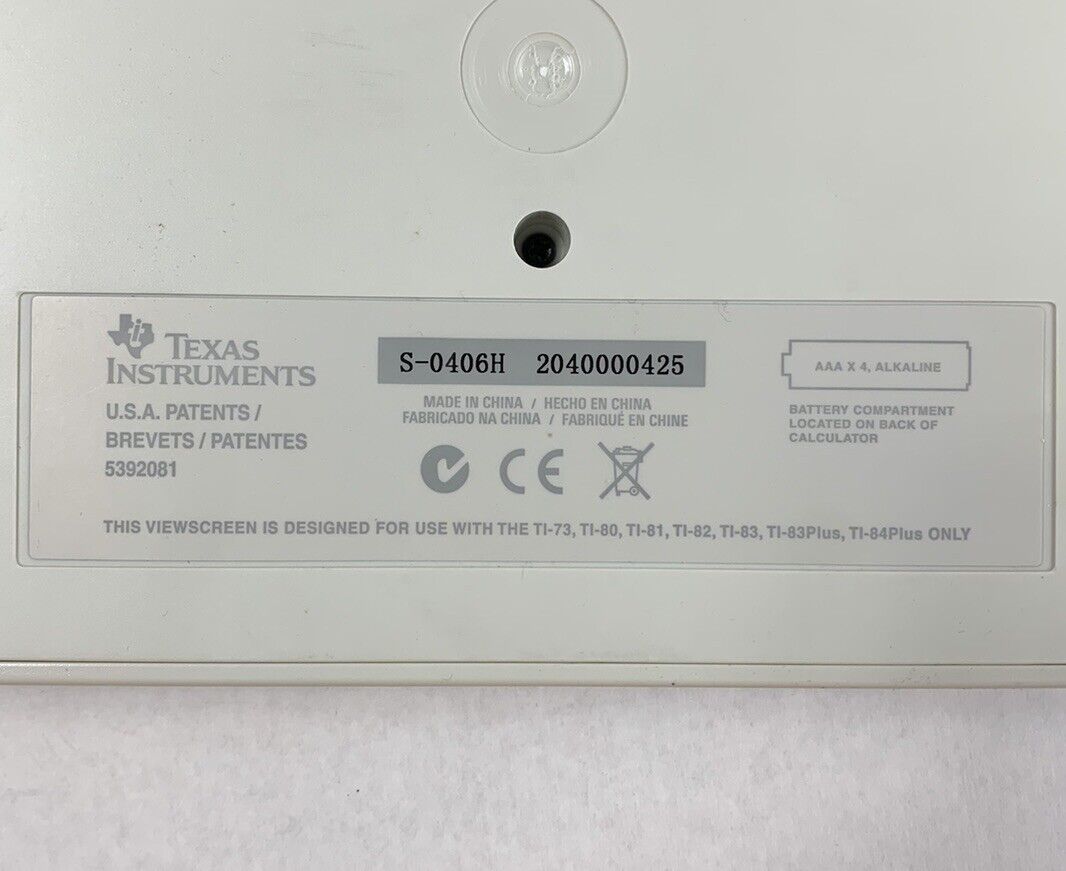 TEXAS
INSTRUMENTS
U.S.A. PATENTS /
BREVETS / PATENTES
5392081
S-0406H 2040000425
MADE IN CHINA / HECHO EN CHINA
FABRICADO NA CHINA / FABRIQUÉ EN CHINE
CE
AAA X 4, ALKALINE
BATTERY COMPARTMENT
LOCATED ON BACK OF
CALCULATOR
THIS VIEWSCREEN IS DESIGNED FOR USE WITH THE TI-73, TI-80, TI-81, TI-82, TI-83, TI-83Plus, TI-84Plus ONLY